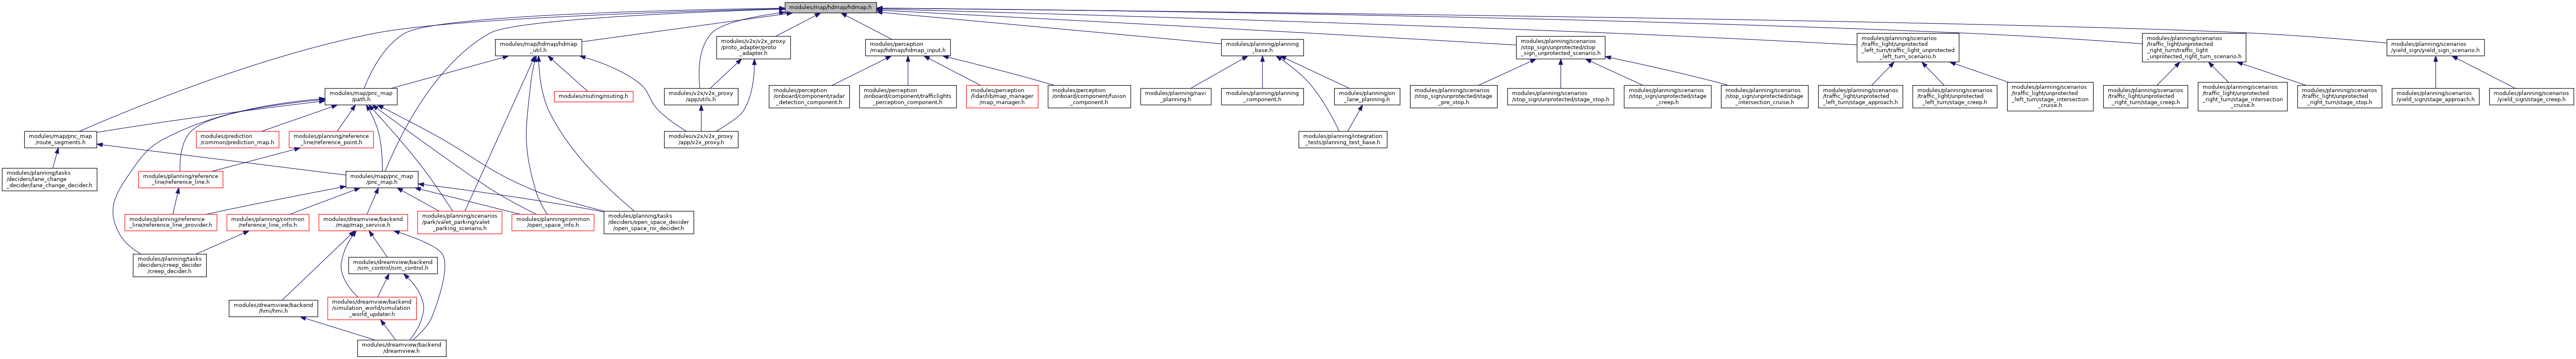 modules/map/hdmap/hdmap.h
modules/map/hdmap/hdmap
_util.h
modules/v2x/v2x_proxy
/proto_adapter/proto
_adapter.h
modules/perception
/map/hdmap/hdmap_input.h
modules/planning/planning
_base.h
modules/planning/scenarios
/stop_sign/unprotected/stop
_sign_unprotected_scenario.h
modules/planning/scenarios
/traffic_light/unprotected
_left_turn/traffic_light_unprotected
_left_turn_scenario.h
modules/planning/scenarios
/traffic_light/unprotected
_right_turn/traffic_light
_unprotected_right_turn_scenario.h
modules/planning/scenarios
/yield_sign/yield_sign_scenario.h
modules/map/pnc_map
/path.h
modules/routing/routing.h
modules/v2x/v2x_proxy
/app/utils.h
modules/perception
/onboard/component/radar
_detection_component.h
modules/perception
/onboard/component/trafficlights
_perception_component.h
modules/perception
/lidar/lib/map_manager
/map_manager.h
modules/perception
/onboard/component/fusion
_component.h
modules/planning/navi
_planning.h
modules/planning/planning
_component.h
modules/planning/on
_lane_planning.h
modules/planning/scenarios
/stop_sign/unprotected/stage
_pre_stop.h
modules/planning/scenarios
/stop_sign/unprotected/stage_stop.h
modules/planning/scenarios
/stop_sign/unprotected/stage
_creep.h
modules/planning/scenarios
/stop_sign/unprotected/stage
_intersection_cruise.h
modules/planning/scenarios
/traffic_light/unprotected
_left_turn/stage_approach.h
modules/planning/scenarios
/traffic_light/unprotected
_left_turn/stage_creep.h
modules/planning/scenarios
/traffic_light/unprotected
_left_turn/stage_intersection
_cruise.h
modules/planning/scenarios
/traffic_light/unprotected
_right_turn/stage_creep.h
modules/planning/scenarios
/traffic_light/unprotected
_right_turn/stage_intersection
_cruise.h
modules/planning/scenarios
/traffic_light/unprotected
_right_turn/stage_stop.h
modules/planning/scenarios
/yield_sign/stage_approach.h
modules/planning/scenarios
/yield_sign/stage_creep.h
modules/map/pnc_map
/route_segments.h
modules/prediction
/common/prediction_map.h
modules/planning/reference
_line/reference_point.h
modules/v2x/v2x_proxy
/app/v2x_proxy.h
modules/planning/integration
_tests/planning_test_base.h
modules/planning/tasks
/deciders/lane_change
_decider/lane_change_decider.h
modules/planning/reference
_line/reference_line.h
modules/map/pnc_map
/pnc_map.h
modules/planning/reference
_line/reference_line_provider.h
modules/planning/common
/reference_line_info.h
modules/dreamview/backend
/map/map_service.h
modules/planning/scenarios
/park/valet_parking/valet
_parking_scenario.h
modules/planning/common
/open_space_info.h
modules/planning/tasks
/deciders/open_space_decider
/open_space_roi_decider.h
modules/planning/tasks
/deciders/creep_decider
/creep_decider.h
modules/dreamview/backend
/sim_control/sim_control.h
modules/dreamview/backend
/hmi/hmi.h
modules/dreamview/backend
/simulation_world/simulation
_world_updater.h
modules/dreamview/backend
/dreamview.h